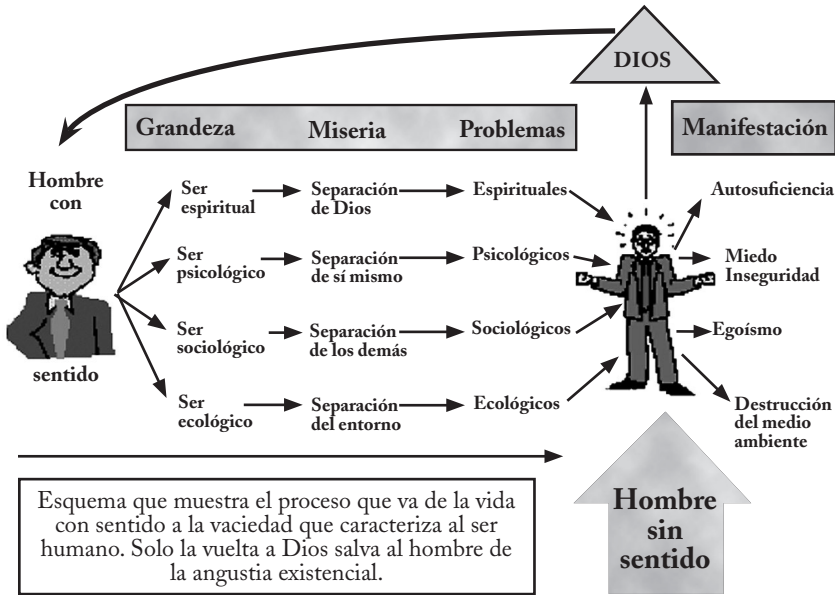 DIOS
Grandeza Miseria Problemas
Manifestación
Hombre
con
sentido
Ser
espiritual
Separación
de Dios
Espirituales
Autosuficiencia
Ser
psicológico
Separación
de sí mismo
Psicológicos
Miedo
Inseguridad
Ser
sociológico
Separación
de los demás
Sociológicos
Egoísmo
Ser
ecológico
Separación
del entorno
Ecológicos
Destrucción
del medio
ambiente
Esquema que muestra el proceso que va de la vida
con sentido a la vaciedad que caracteriza al ser
humano. Solo la vuelta a Dios salva al hombre de
la angustia existencial.
Hombre
sin
sentido